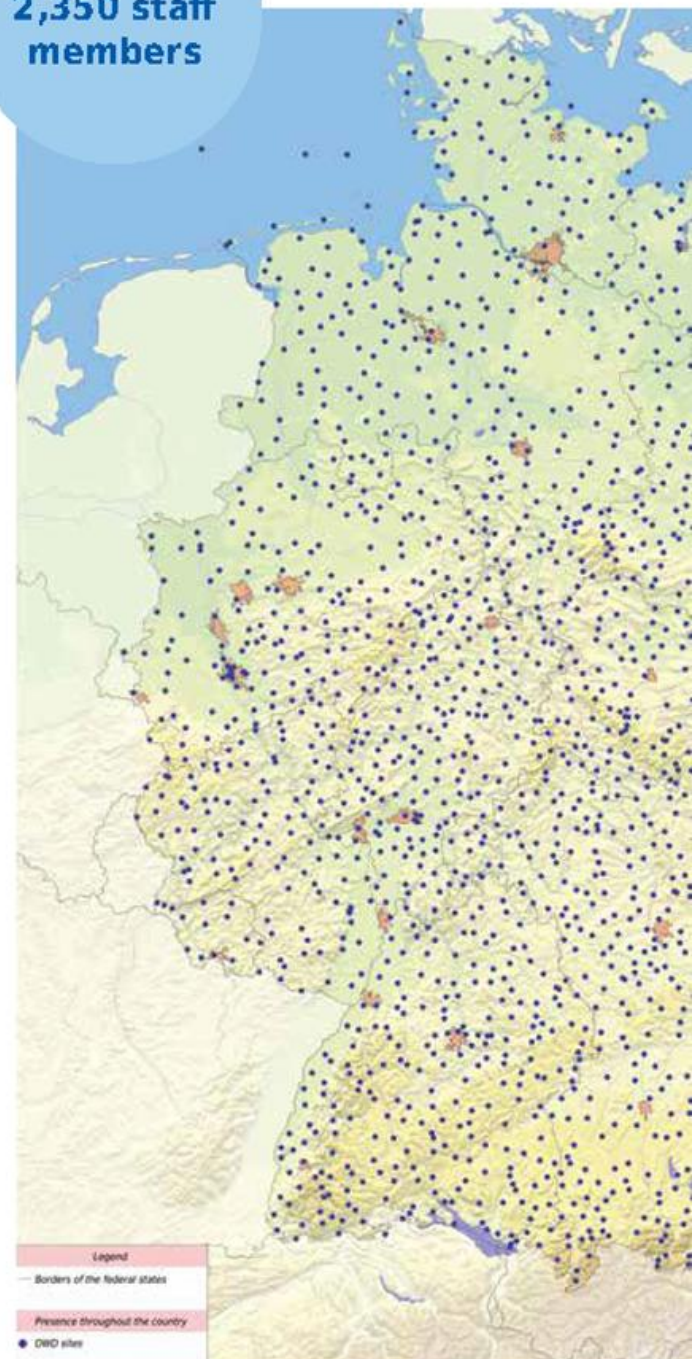 2,350 staff
members
Legend
Borders of the federal states
Presence throughout the country
DWD sites